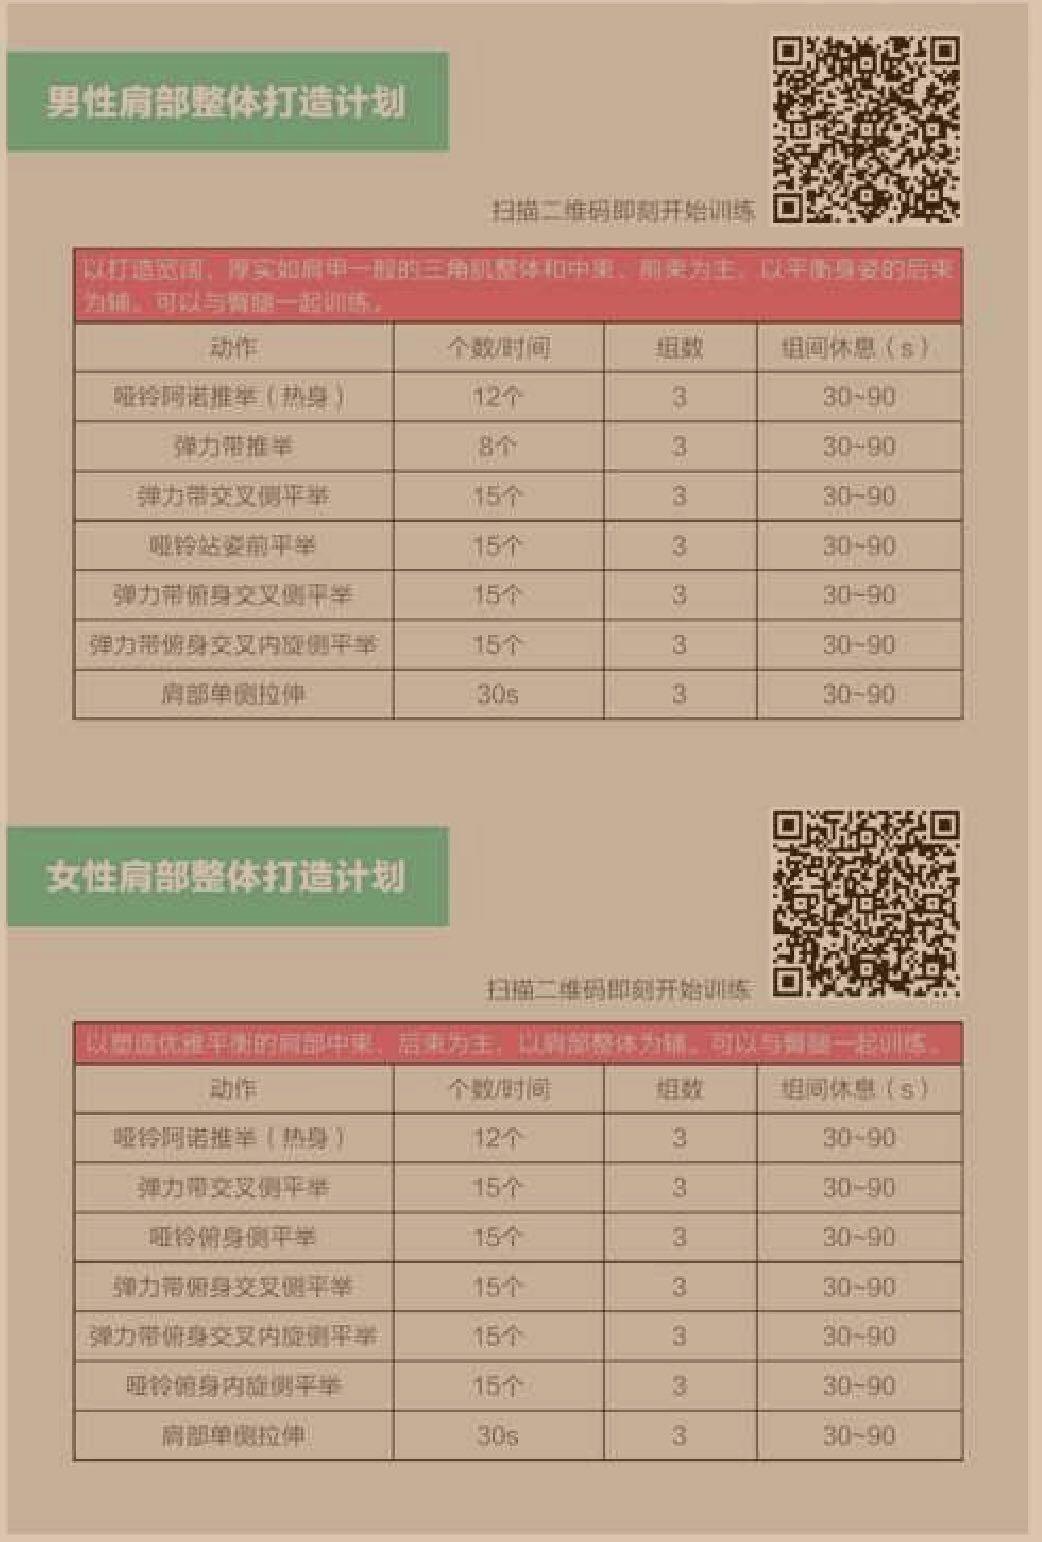 男性肩部整体打造计划
扫描二维码即刻开始训练
以打造宽阔、厚实如肩甲一般的三角肌整体和中束、前束为主，以平衡身姿的后束
为辅。可以与臀腿一起训练。
动作 个数/时间 组数 组间休息（s）
哑铃阿诺推举（热身） 12个 3 30~90
弹力带推举 8个 3 30~90
弹力带交叉侧平举 15个 3 30~90
哑铃站姿前平举 15个 3 30~90
弹力带俯身交叉侧平举 15个 3 30~90
弹力带俯身交叉内旋侧平举 15个 3 30~90
肩部单侧拉伸 30s 3 30~90
女性肩部整体打造计划
扫描二维码即刻开始训练
以塑造优雅平衡的肩部中束、后束为主，以肩部整体为辅。可以与臀腿一起训练。
动作 个数/时间 组数 组间休息（s）
哑铃阿诺推举（热身） 12个 3 30~90
弹力带交叉侧平举 15个 3 30~90
哑铃俯身侧平举 15个 3 30~90
弹力带俯身交叉侧平举 15个 3 30~90
弹力带俯身交叉内旋侧平举 15个 3 30~90
哑铃俯身内旋侧平举 15个 3 30~90
肩部单侧拉伸 30s 3 30~90